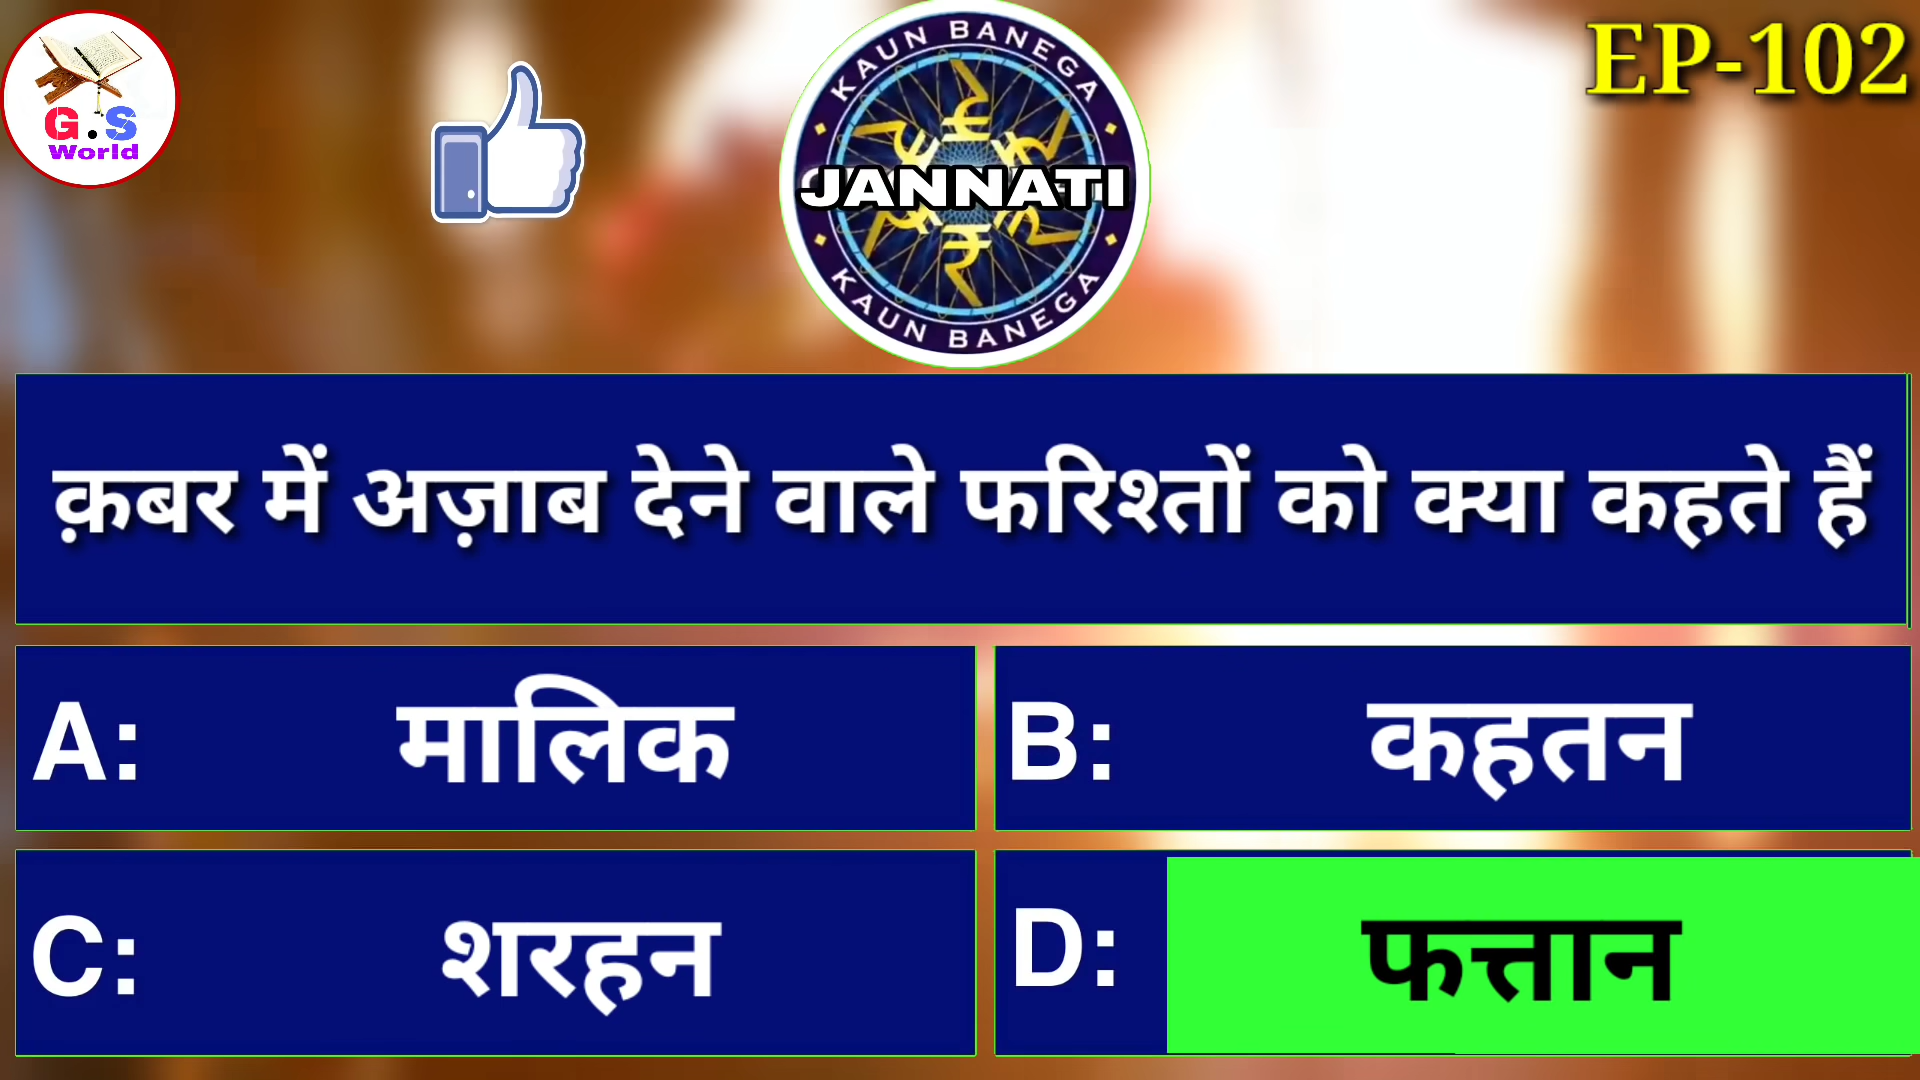 G.S
World
KAUN BANEGA
JANNATI
KAUN BANEGA
EP-102
क़बर में अज़ाब देने वाले फरिश्तों को क्या कहते हैं
A: मालिक
B: कहतन
C: शरहन
D: फत्तान